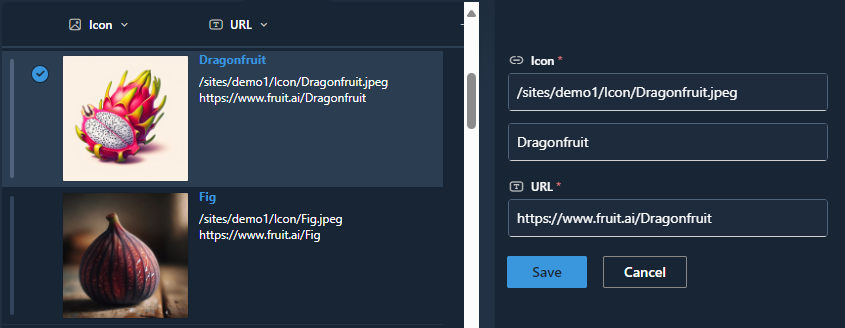 Icon
URL
Dragonfruit
/sites/demo1/Icon/Dragonfruit.jpeg
https://www.fruit.ai/Dragonfruit
Fig
/sites/demo1/Icon/Fig.jpeg
https://www.fruit.ai/Fig
Icon *
/sites/demo1/Icon/Dragonfruit.jpeg
Dragonfruit
URL *
https://www.fruit.ai/Dragonfruit
Save
Cancel